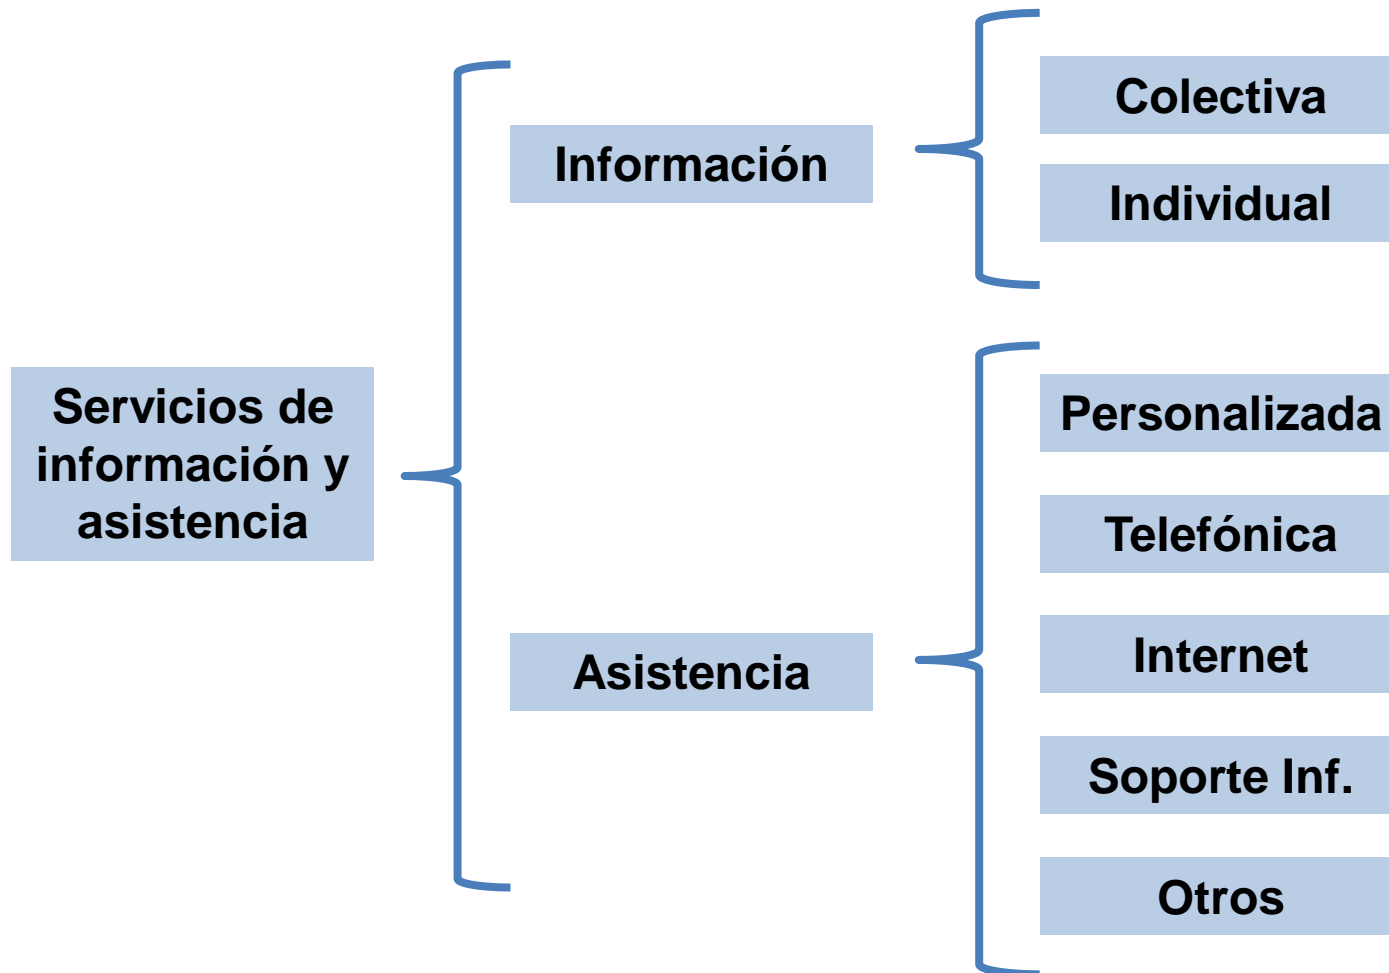 Servicios de
información y
asistencia
Información
Colectiva
Individual
Asistencia
Personalizada
Telefónica
Internet
Soporte Inf.
Otros